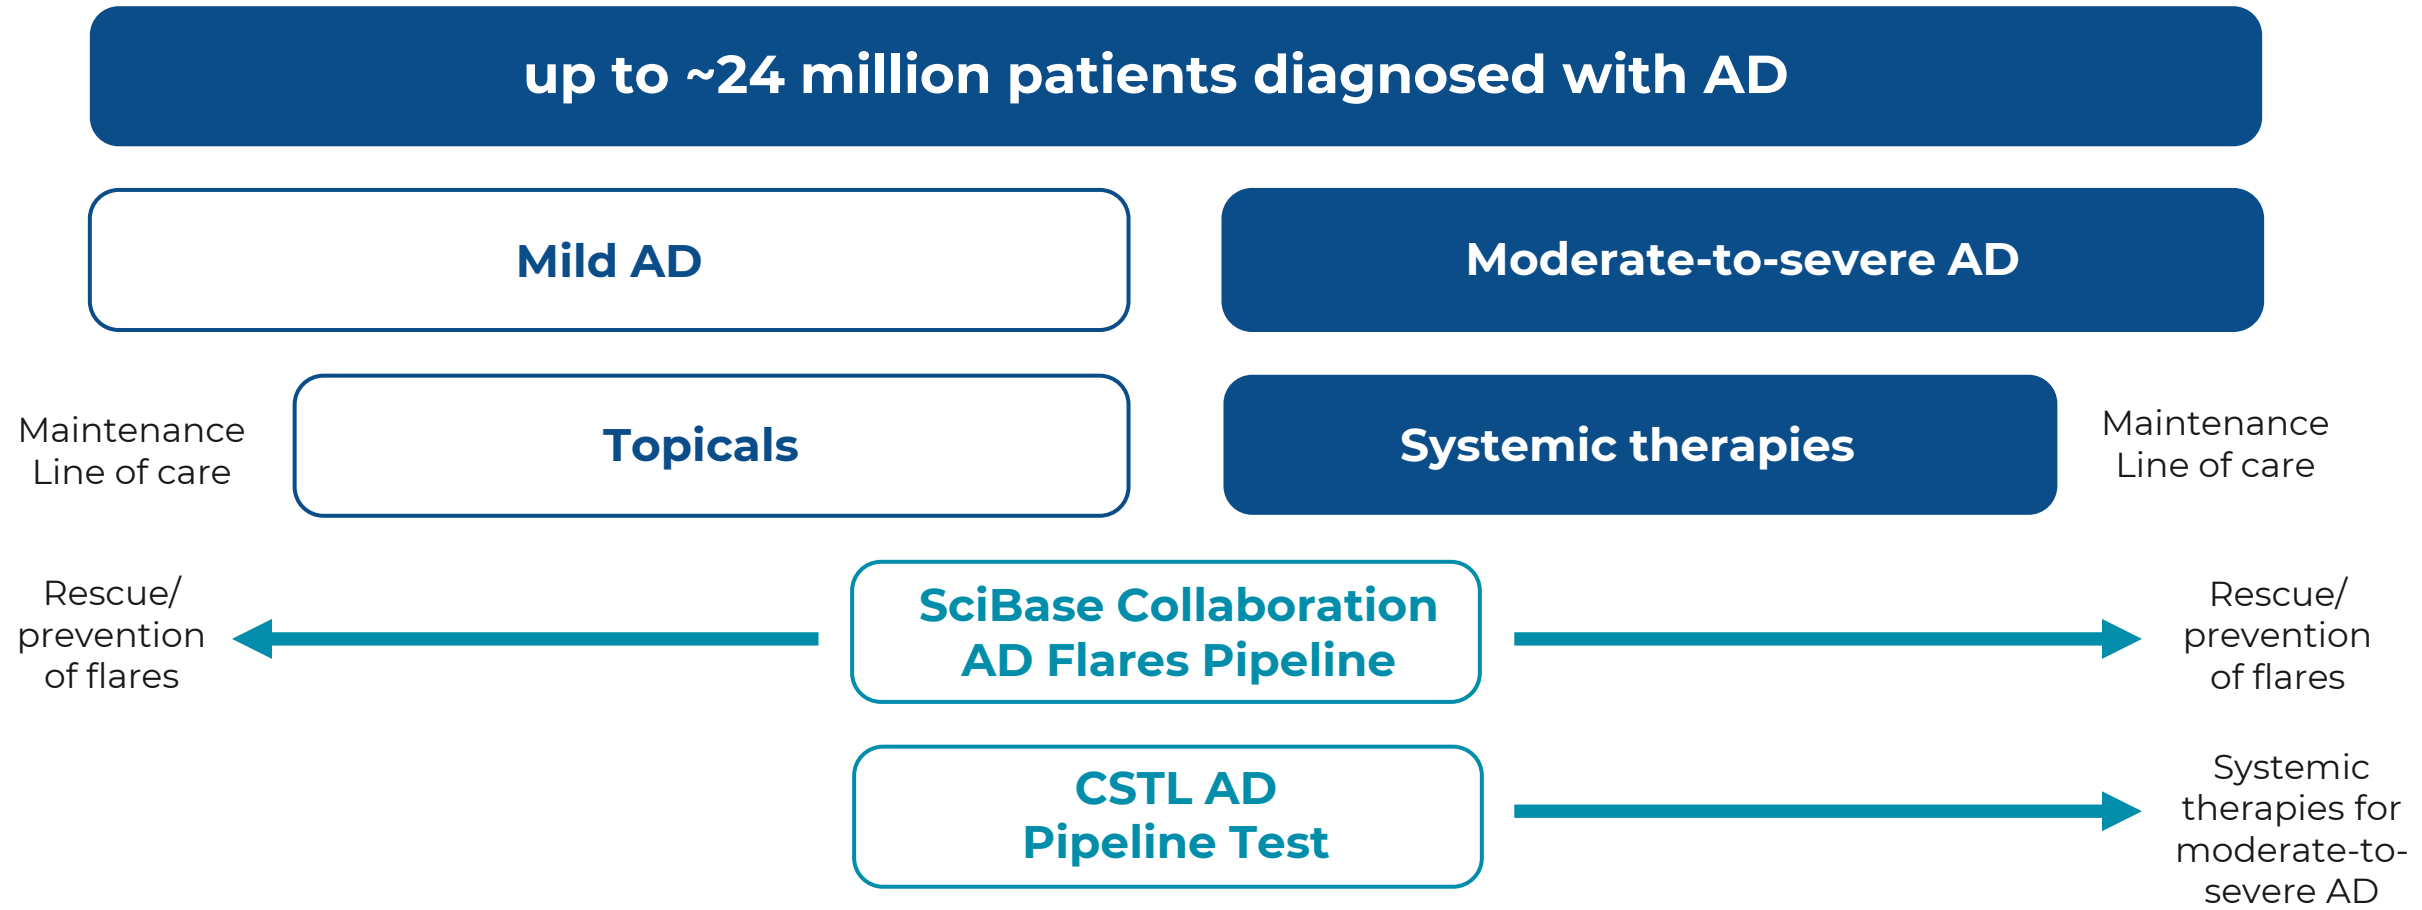 up to ~24 million patients diagnosed with AD
Mild AD
Moderate-to-severe AD
Maintenance
Line of care
Topicals
Systemic therapies
Maintenance
Line of care
Rescue/
prevention
of flares
SciBase Collaboration
AD Flares Pipeline
Rescue/
prevention
of flares
CSTL AD
Pipeline Test
Systemic
therapies for
moderate-to-
severe AD